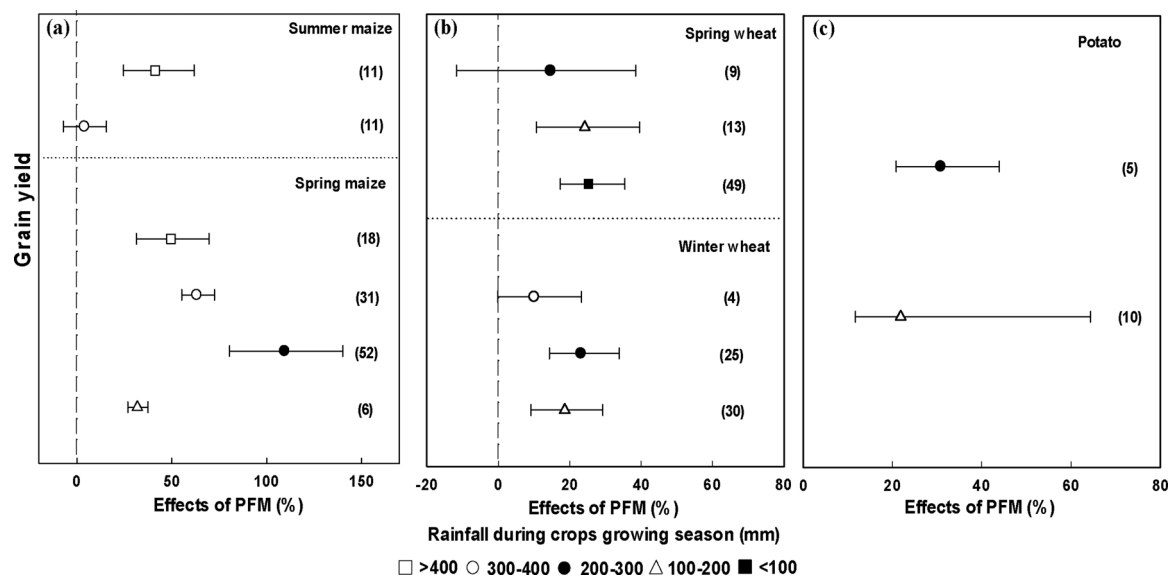 Grain yield
(a)
Summer maize
(11)
(11)
Spring maize
(18)
(31)
(52)
(6)
0 50 100 150
Effects of PFM (%)
(b)
Spring wheat
(9)
(13)
(49)
Winter wheat
(4)
(25)
(30)
-20 0 20 40 60 80
Effects of PFM (%)
(c)
Potato
(5)
(10)
0 20 40 60 80
Effects of PFM (%)
Rainfall during crops growing season (mm)
>400 300-400 200-300 100-200 <100